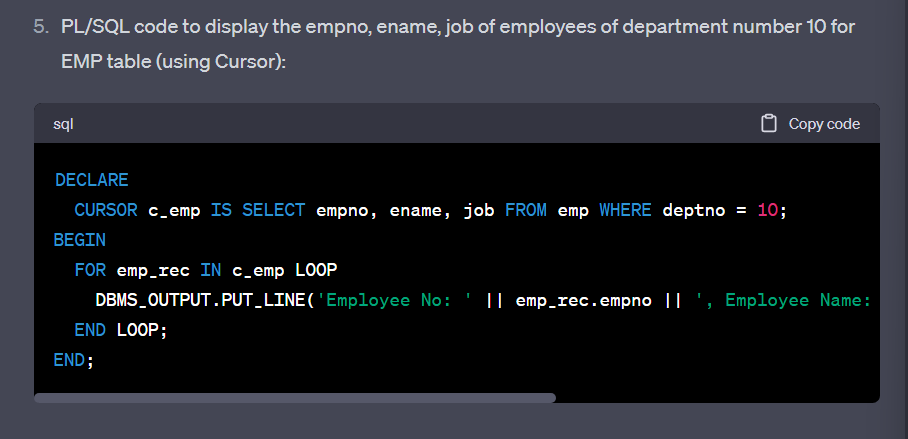 5. PL/SQL code to display the empno, ename, job of employees of department number 10 for
EMP table (using Cursor):
sql Copy code
DECLARE
CURSOR c_emp IS SELECT empno, ename, job FROM emp WHERE deptno = 10;
BEGIN
FOR emp_rec IN c_emp LOOP
DBMS_OUTPUT.PUT_LINE('Employee No: ' || emp_rec.empno || ', Employee Name:
END LOOP;
END;